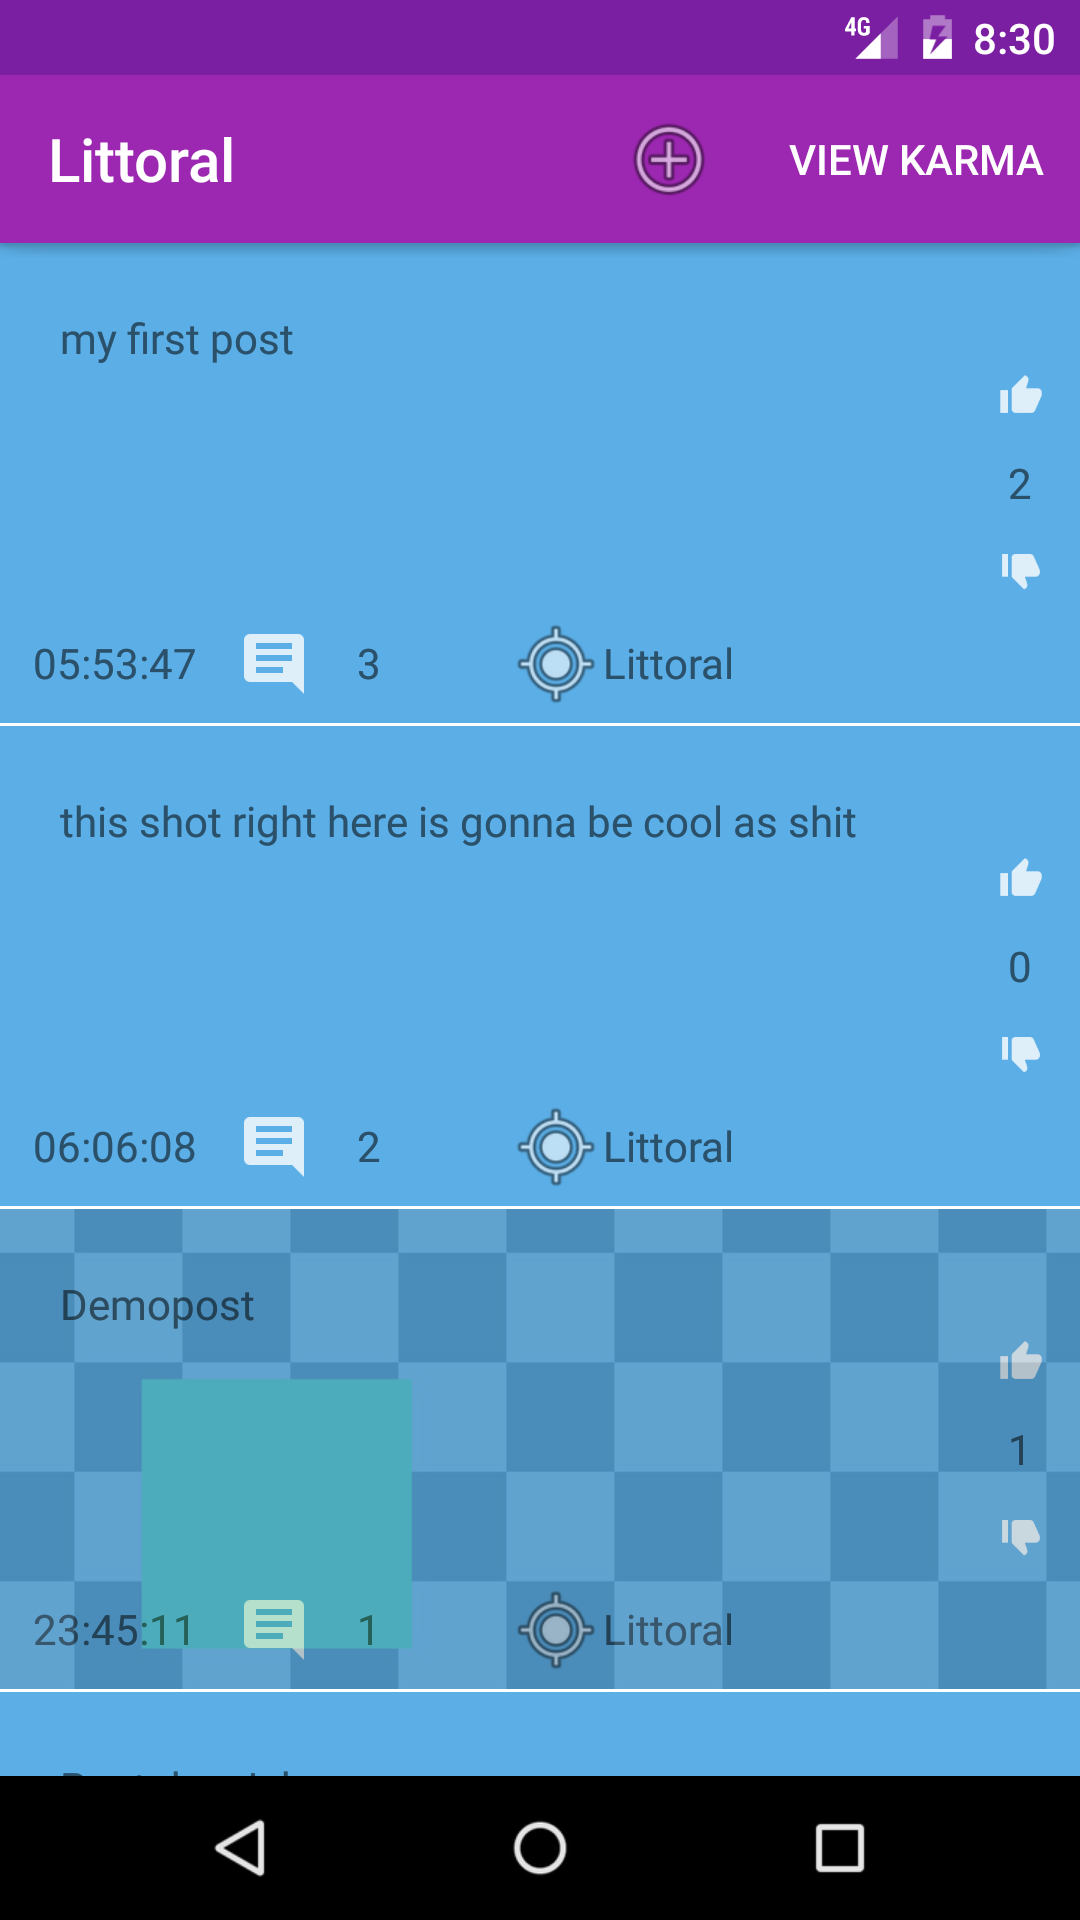 4G 8:30
Littoral VIEW KARMA
my first post
2
05:53:47 3 Littoral
this shot right here is gonna be cool as shit
0
06:06:08 2 Littoral
Demopost
1
23:45:11 1 Littoral